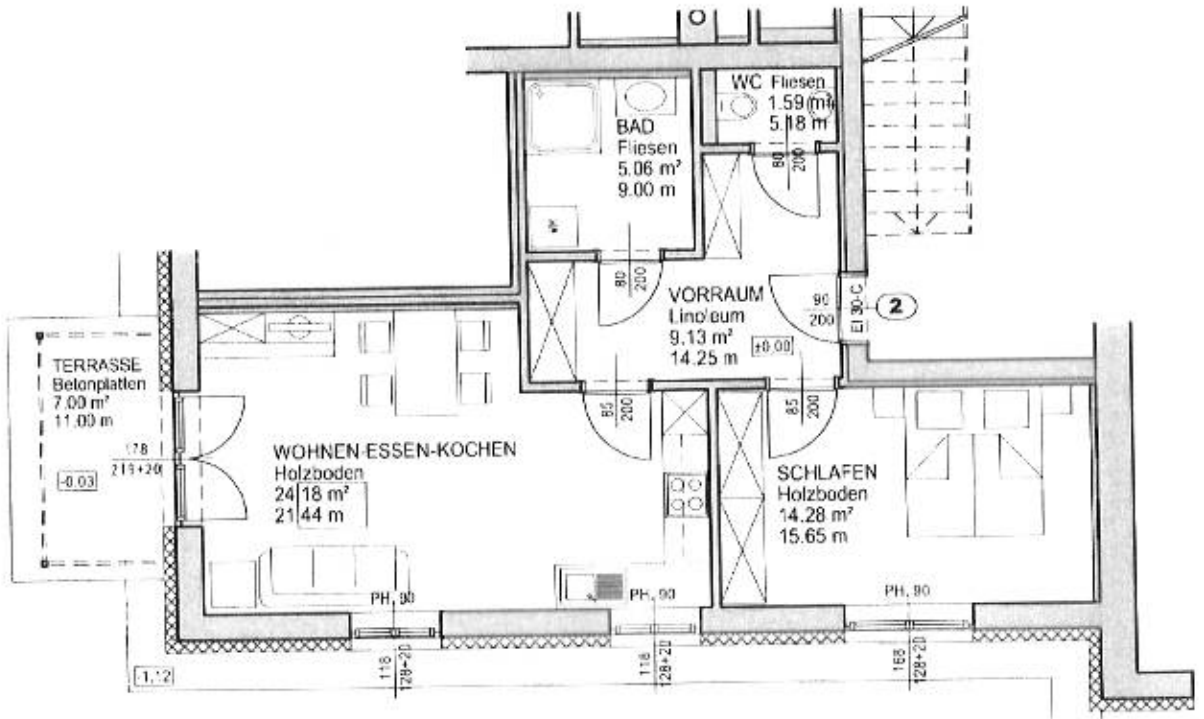 WC Fliesen
1.59 m²
5.18 m
BAD
Fliesen
5.06 m²
9.00 m
80
200
80
200
VORRAUM
Linoleum
9.13 m²
14.25 m
±0,00
90
200
EI 30-C
2
TERRASSE
Betonplatten
7.00 m²
11.00 m
178
219+20
-0.03
WOHNEN-ESSEN-KOCHEN
Holzboden
24.18 m²
21.44 m
85
200
85
200
SCHLAFEN
Holzboden
14.28 m²
15.65 m
PH, 90
PH, 90
PH, 90
118
128+20
118
128+20
168
128+20
-1,12